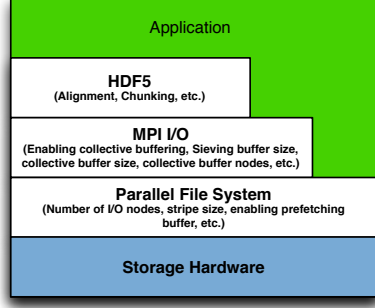 Application
HDF5
(Alignment, Chunking, etc.)
MPI I/O
(Enabling collective buffering, Sieving buffer size,
collective buffer size, collective buffer nodes, etc.)
Parallel File System
(Number of I/O nodes, stripe size, enabling prefetching
buffer, etc.)
Storage Hardware